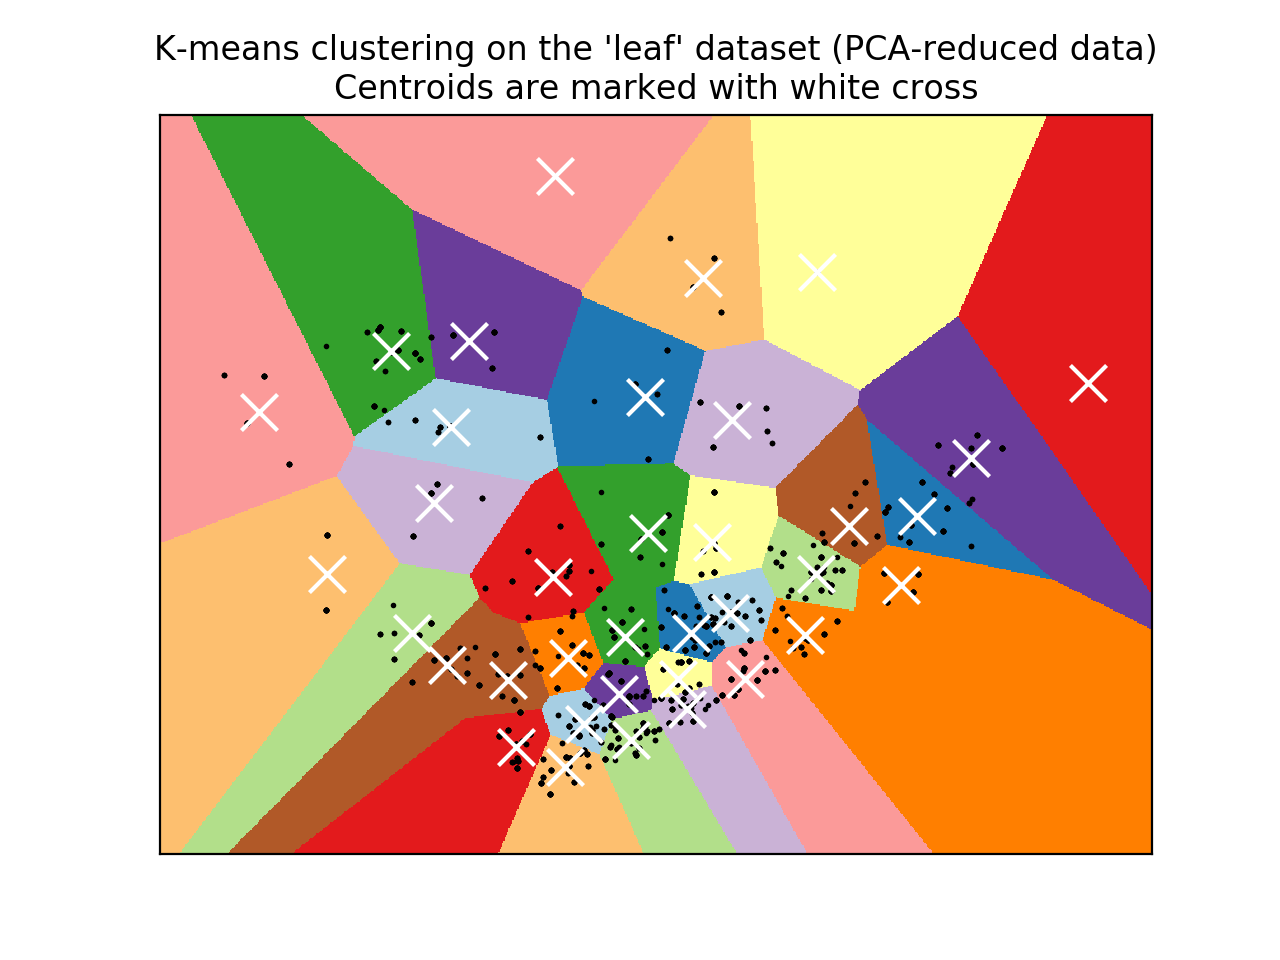 K-means clustering on the 'leaf' dataset (PCA-reduced data)
Centroids are marked with white cross